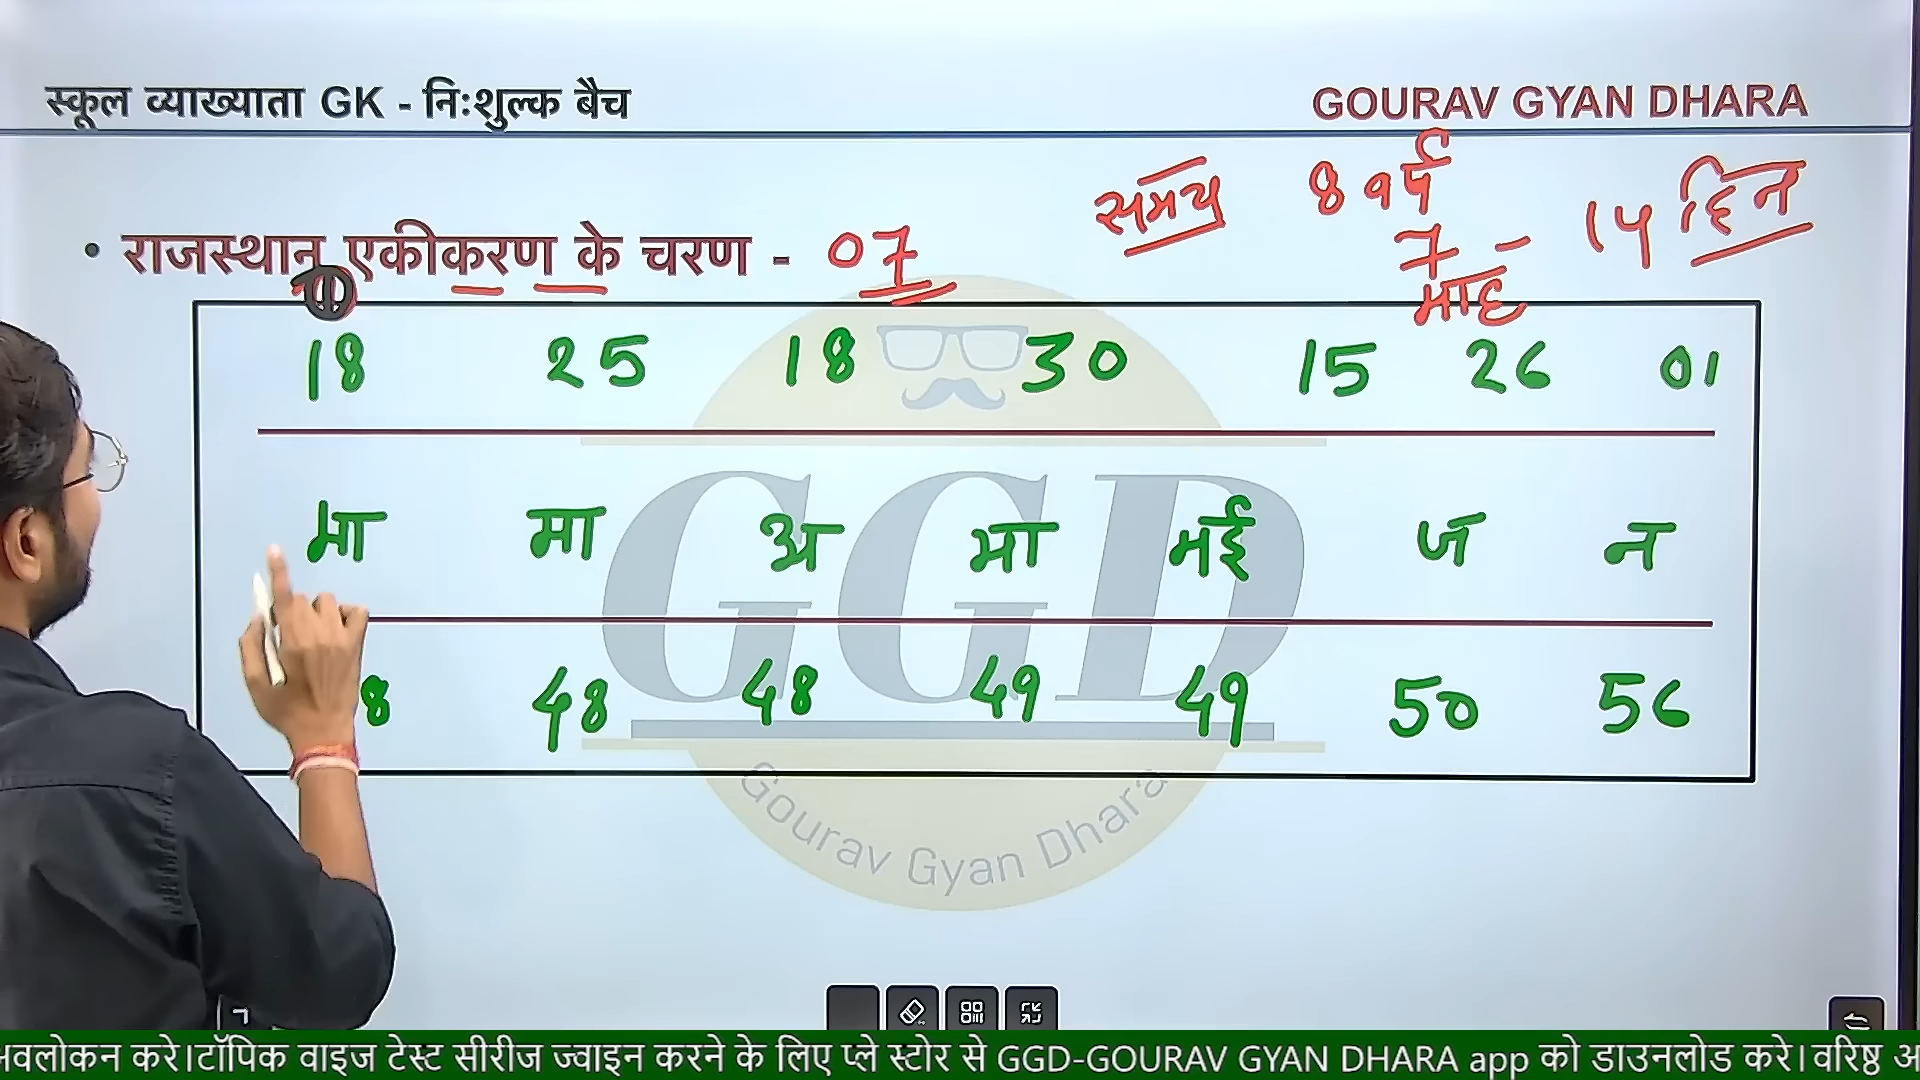 स्कूल व्याख्याता GK - निःशुल्क बैच
GOURAV GYAN DHARA
समय 8 वर्ष 7 माह - 14 दिन
• राजस्थान एकीकरण के चरण - 07
18 25 18 30 15 26 01
मा मा अ मा मई ज न
8 48 48 49 49 50 56
GGD
Gourav Gyan Dhara
अवलोकन करे।टॉपिक वाइज टेस्ट सीरीज ज्वाइन करने के लिए प्ले स्टोर से GGD-GOURAV GYAN DHARA app को डाउनलोड करे।वरिष्ठ अ